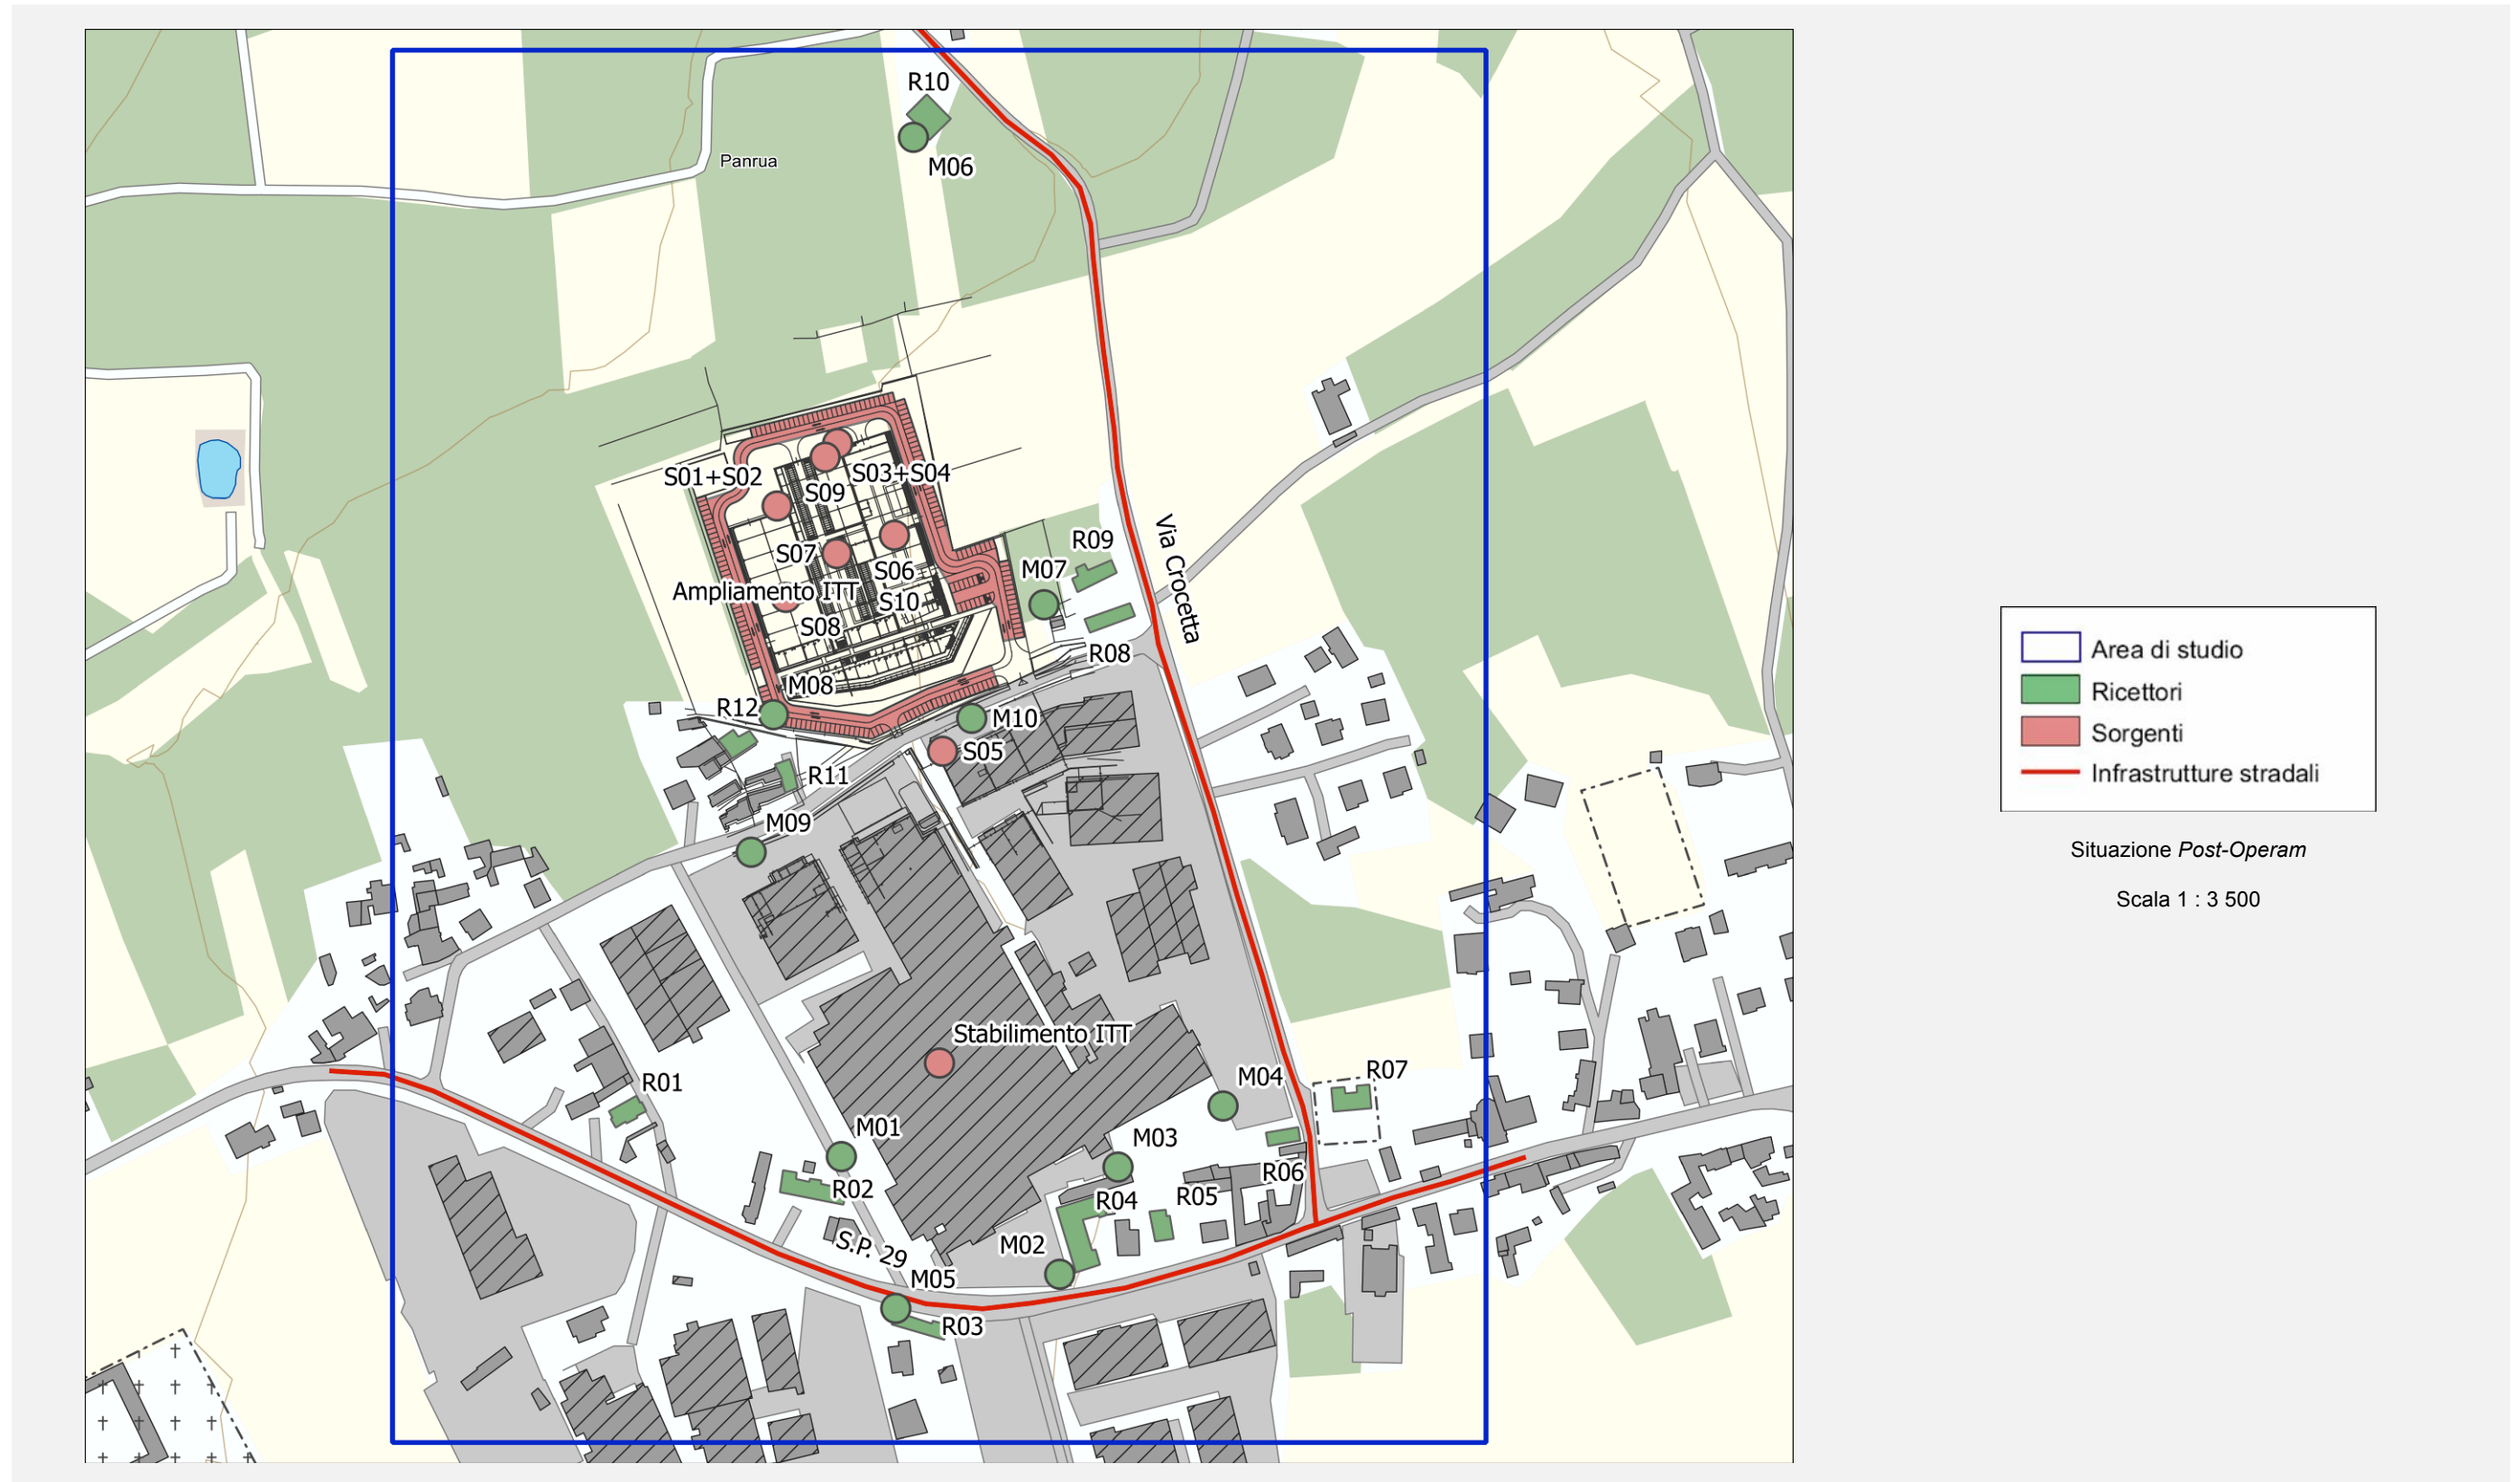 R10
M06
Panrua
S01+S02
S03+S04
S09
S07
S06
Via Crocetta
R09
M07
Ampliamento ITT
S10
S08
R08
M08
R12
M10
S05
R11
M09
Stabilimento ITT
R01
M04
R07
M01
M03
R02
R06
R04
R05
S.P. 29
M02
M05
R03
Area di studio
Ricettori
Sorgenti
Infrastrutture stradali
Situazione Post-Operam
Scala 1 : 3 500